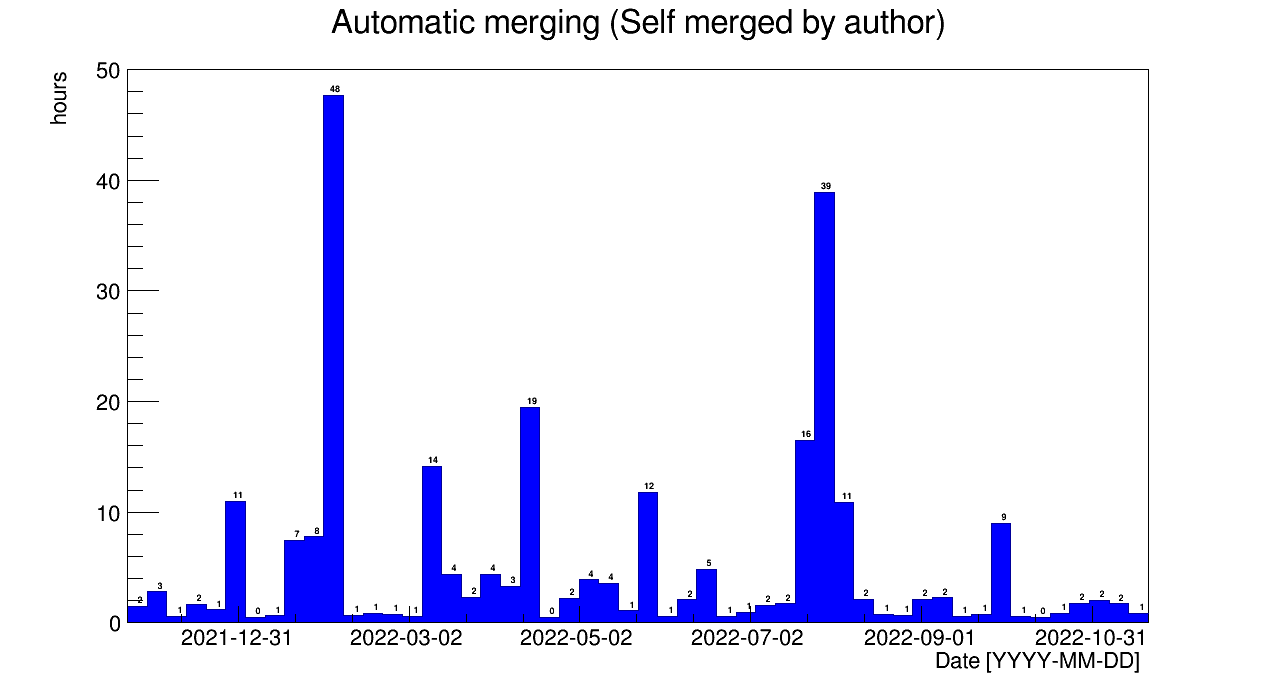 Automatic merging (Self merged by author)
hours
50
40
30
20
10
0
2 3 1 2 1 11 0 1 7 8 48 1 1 1 1 14 4 2 4 3 19 0 2 4 4 1 12 1 2 5 1 1 2 2 16 39 11 2 1 1 2 2 1 1 9 1 0 1 2 2 2 1
2021-12-31 2022-03-02 2022-05-02 2022-07-02 2022-09-01 2022-10-31
Date [YYYY-MM-DD]